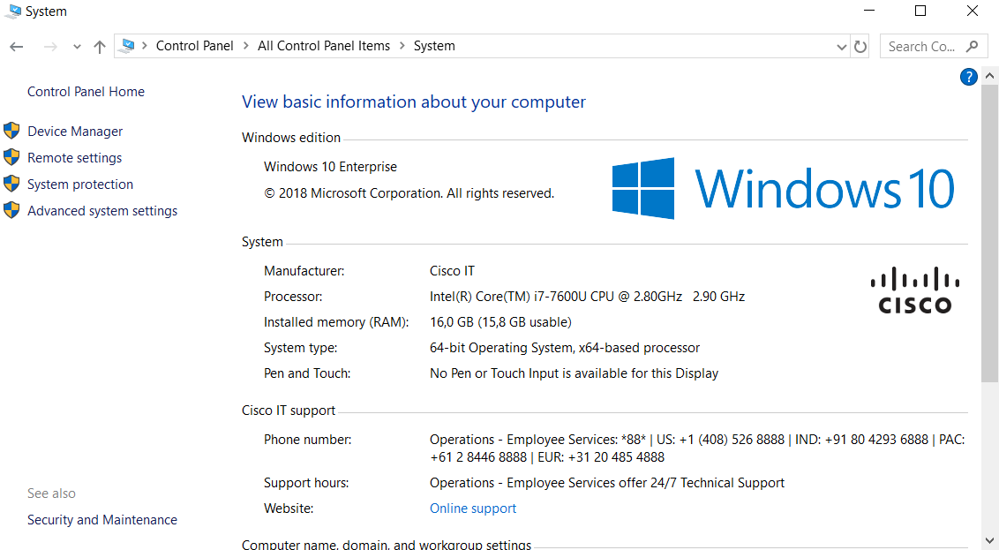 System
Control Panel > All Control Panel Items > System
Search Co...
?
Control Panel Home
Device Manager
Remote settings
System protection
Advanced system settings
See also
Security and Maintenance
View basic information about your computer
Windows edition
Windows 10 Enterprise
© 2018 Microsoft Corporation. All rights reserved.
Windows 10
System
Manufacturer: Cisco IT
Processor: Intel(R) Core(TM) i7-7600U CPU @ 2.80GHz 2.90 GHz
Installed memory (RAM): 16,0 GB (15,8 GB usable)
System type: 64-bit Operating System, x64-based processor
Pen and Touch: No Pen or Touch Input is available for this Display
CISCO
Cisco IT support
Phone number: Operations - Employee Services: *88* | US: +1 (408) 526 8888 | IND: +91 80 4293 6888 | PAC:
+61 2 8446 8888 | EUR: +31 20 485 4888
Support hours: Operations - Employee Services offer 24/7 Technical Support
Website: Online support
Computer name, domain, and workgroup settings